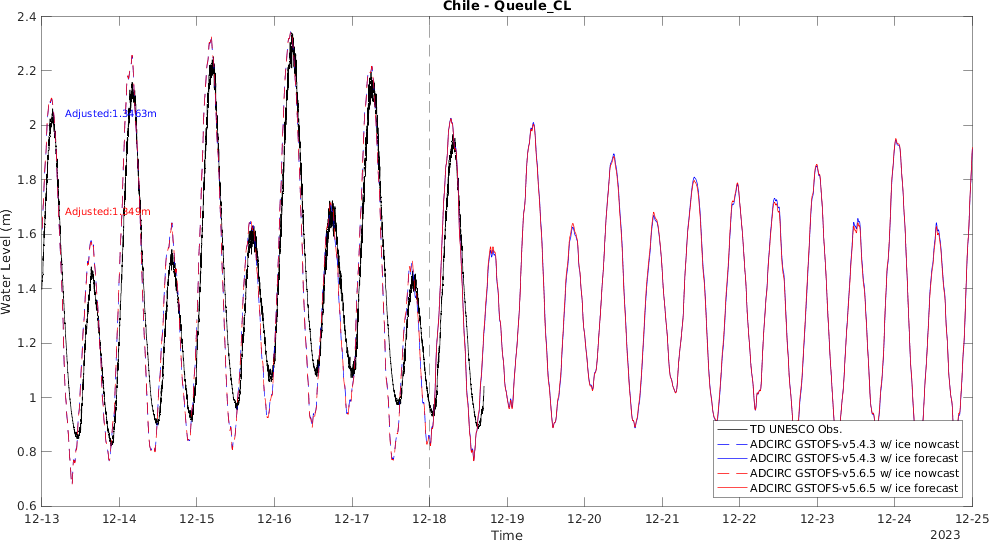 Chile - Queule_CL
2.4
2.2
2
1.8
1.6
1.4
1.2
1
0.8
0.6
Water Level (m)
Adjusted:1.3463m
Adjusted:1.349m
TD UNESCO Obs.
ADCIRC GSTOFS-v5.4.3 w/ ice nowcast
ADCIRC GSTOFS-v5.4.3 w/ ice forecast
ADCIRC GSTOFS-v5.6.5 w/ ice nowcast
ADCIRC GSTOFS-v5.6.5 w/ ice forecast
12-13 12-14 12-15 12-16 12-17 12-18 12-19 12-20 12-21 12-22 12-23 12-24 12-25
Time
2023